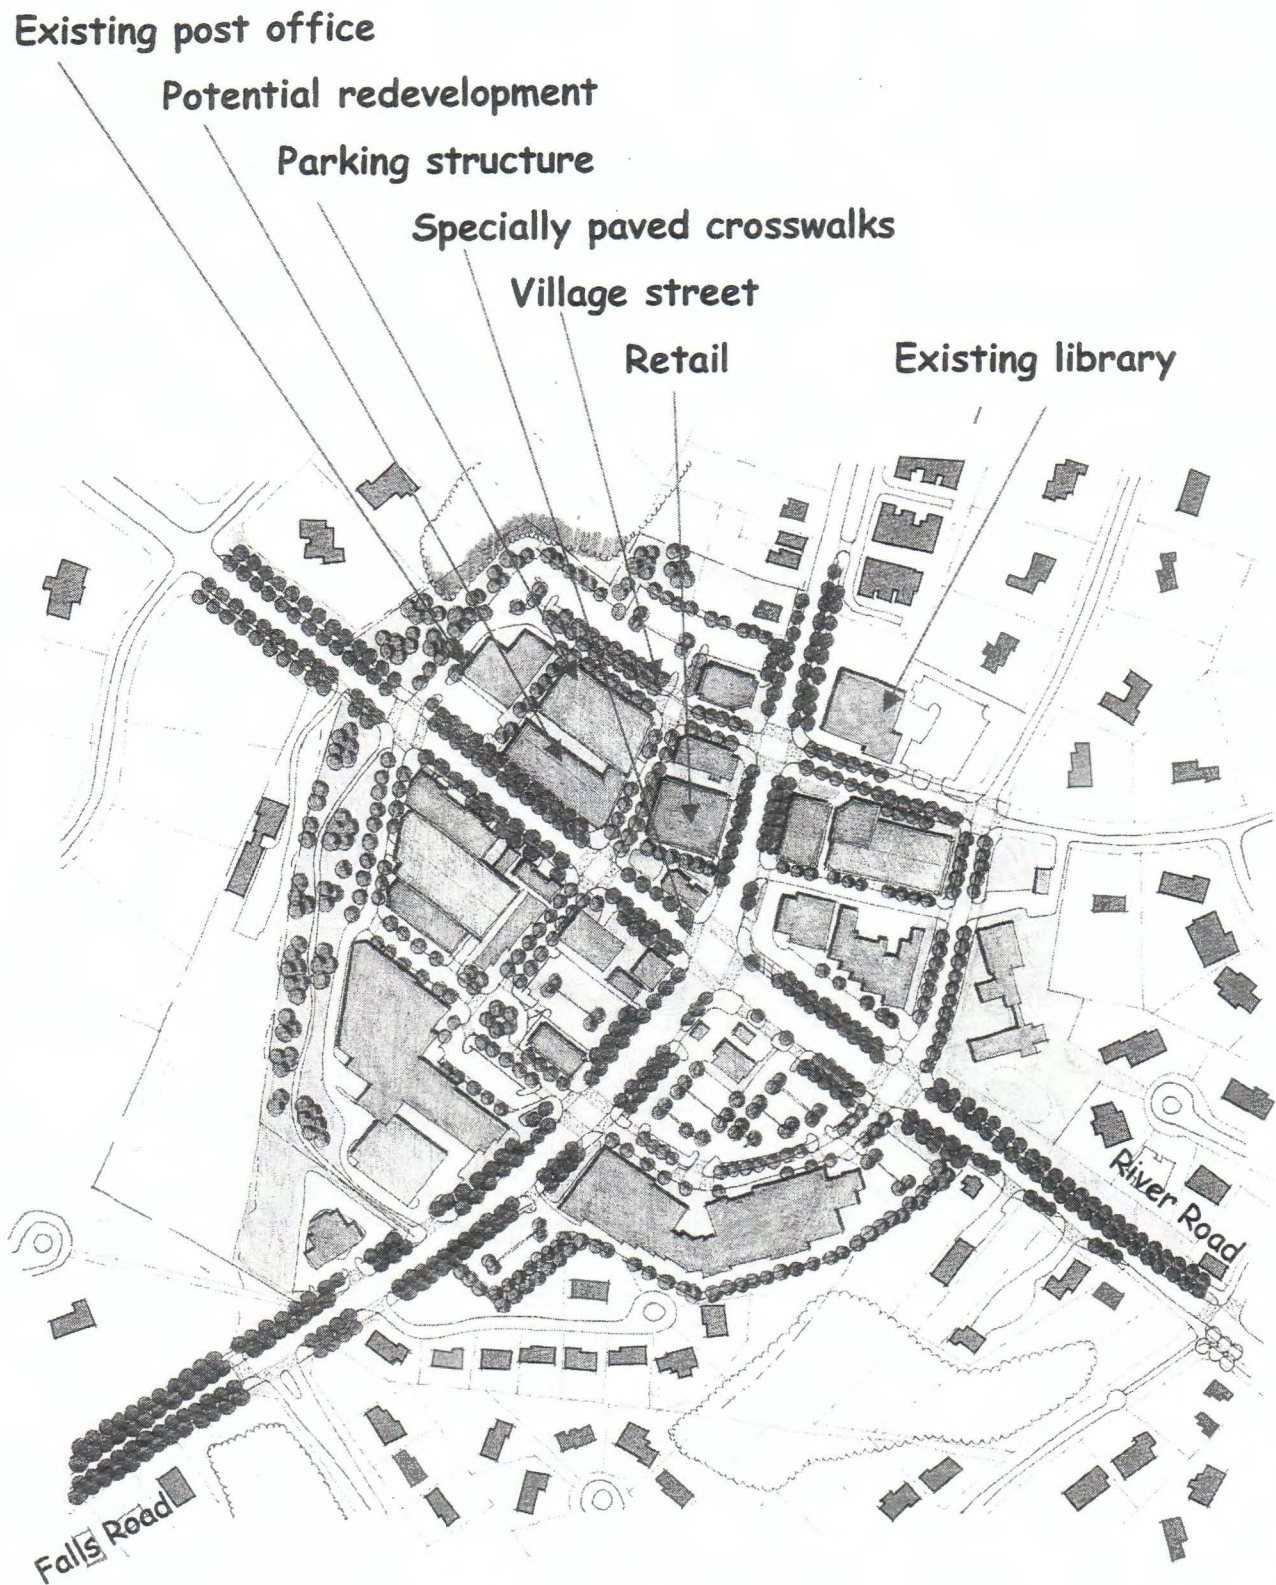 Existing post office
Potential redevelopment
Parking structure
Specially paved crosswalks
Village street
Retail
Existing library
River Road
Falls Road